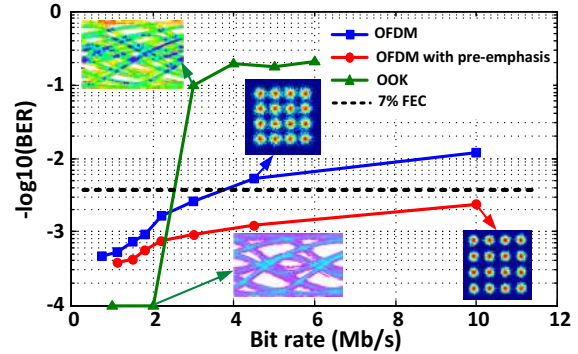 -0
-1
-2
-3
-4
-log10(BER)
OFDM
OFDM with pre-emphasis
OOK
7% FEC
0 2 4 6 8 10 12
Bit rate (Mb/s)